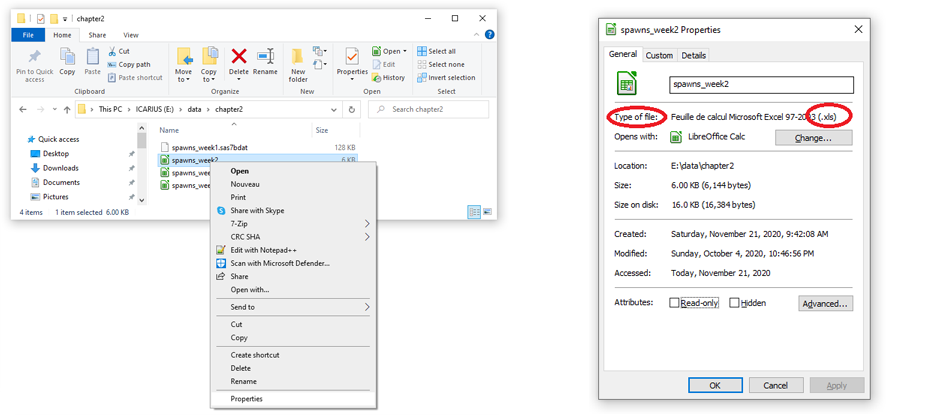 chapter2
File Home Share View
Pin to Quick access
Copy
Paste
Cut
Copy path
Paste shortcut
Clipboard
Move to
Copy to
Delete
Rename
Organize
New folder
New
Properties
Open
Edit
History
Open
Select all
Select none
Invert selection
Select
This PC > ICARIUS (E:) > data > chapter2
Search chapter2
Quick access
Desktop
Downloads
Documents
Pictures
spawns_week1.sas7bdat 128 KB
spawns_week2 6 KB
spawns_we
spawns_we
4 items 1 item selected 6.00 KB
Open
Nouveau
Print
Share with Skype
7-Zip
CRC SHA
Edit with Notepad++
Scan with Microsoft Defender...
Share
Open with...
Send to
Cut
Copy
Create shortcut
Delete
Rename
Properties
spawns_week2 Properties
General Custom Details
spawns_week2
Type of file: Feuille de calcul Microsoft Excel 97-2003 (.xls)
Opens with: LibreOffice Calc Change...
Location: E:\data\chapter2
Size: 6.00 KB (6,144 bytes)
Size on disk: 16.0 KB (16,384 bytes)
Created: Saturday, November 21, 2020, 9:42:08 AM
Modified: Sunday, October 4, 2020, 10:46:56 PM
Accessed: Today, November 21, 2020
Attributes: Read-only Hidden Advanced...
OK Cancel Apply